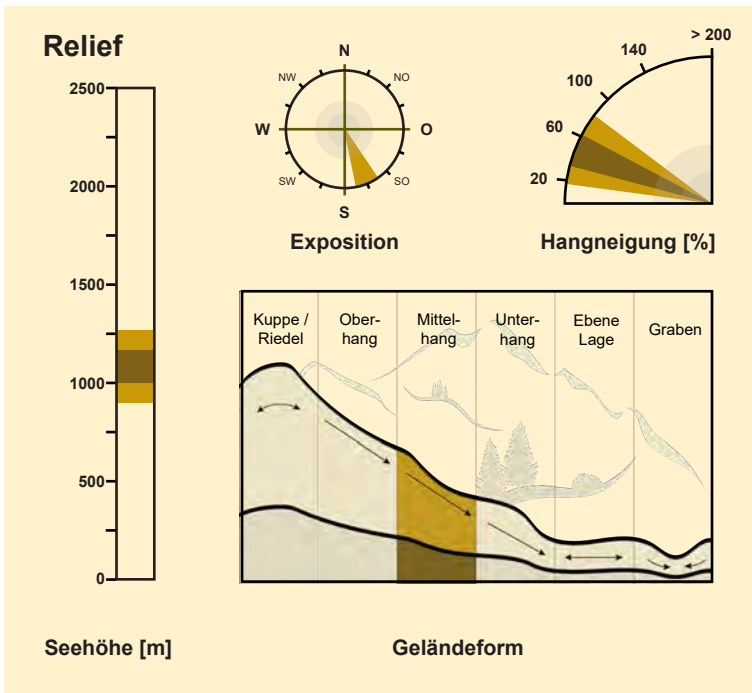 Relief
2500
2000
1500
1000
500
0
Seehöhe [m]
N
NW
NO
W
O
SW
SO
S
Exposition
> 200
140
100
60
20
Hangneigung [%]
Kuppe /
Riedel
Ober-
hang
Mittel-
hang
Unter-
hang
Ebene
Lage
Graben
Geländeform